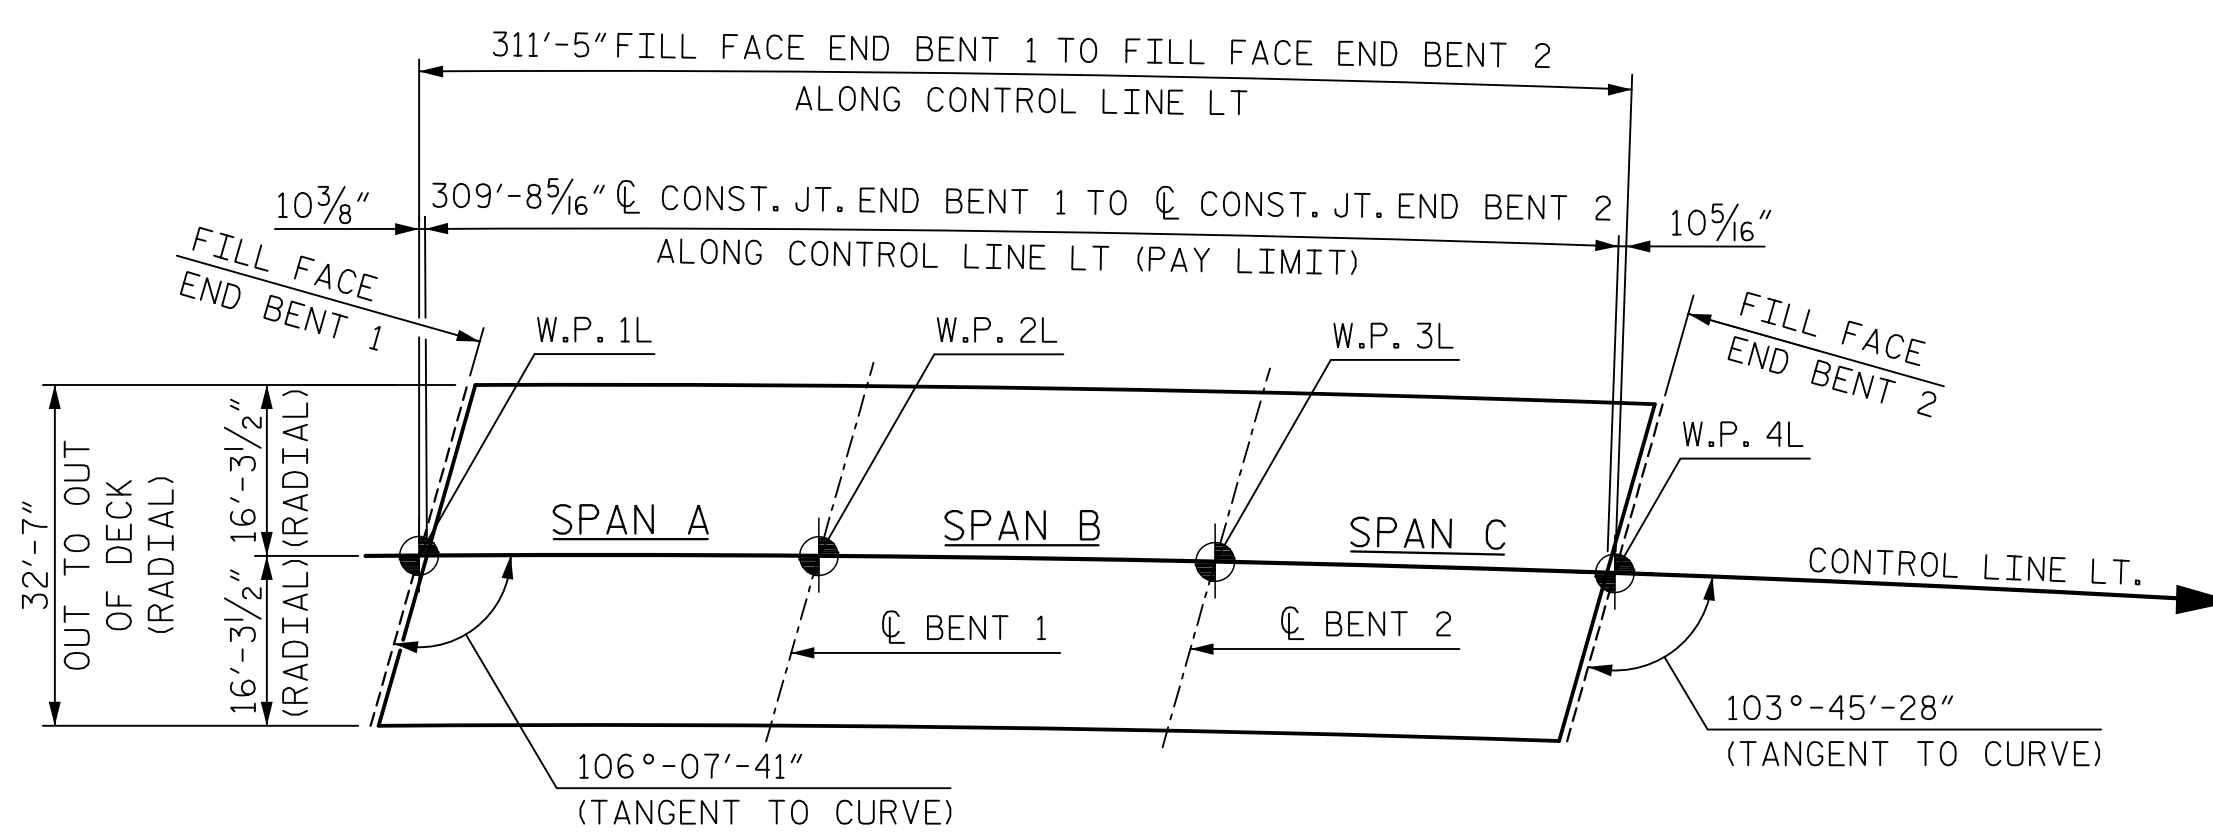 311'-5" FILL FACE END BENT 1 TO FILL FACE END BENT 2
ALONG CONTROL LINE LT
10⅜"
309'-8 5/16" ℄ CONST. JT. END BENT 1 TO ℄ CONST. JT. END BENT 2
10 5/16"
ALONG CONTROL LINE LT (PAY LIMIT)
FILL FACE
END BENT 1
W.P. 1L
W.P. 2L
W.P. 3L
FILL FACE
END BENT 2
W.P. 4L
32'-7"
OUT TO OUT
OF DECK
(RADIAL)
16'-3½"
(RADIAL)
16'-3½"
(RADIAL)
SPAN A
SPAN B
SPAN C
CONTROL LINE LT.
℄ BENT 1
℄ BENT 2
106°-07'-41"
(TANGENT TO CURVE)
103°-45'-28"
(TANGENT TO CURVE)